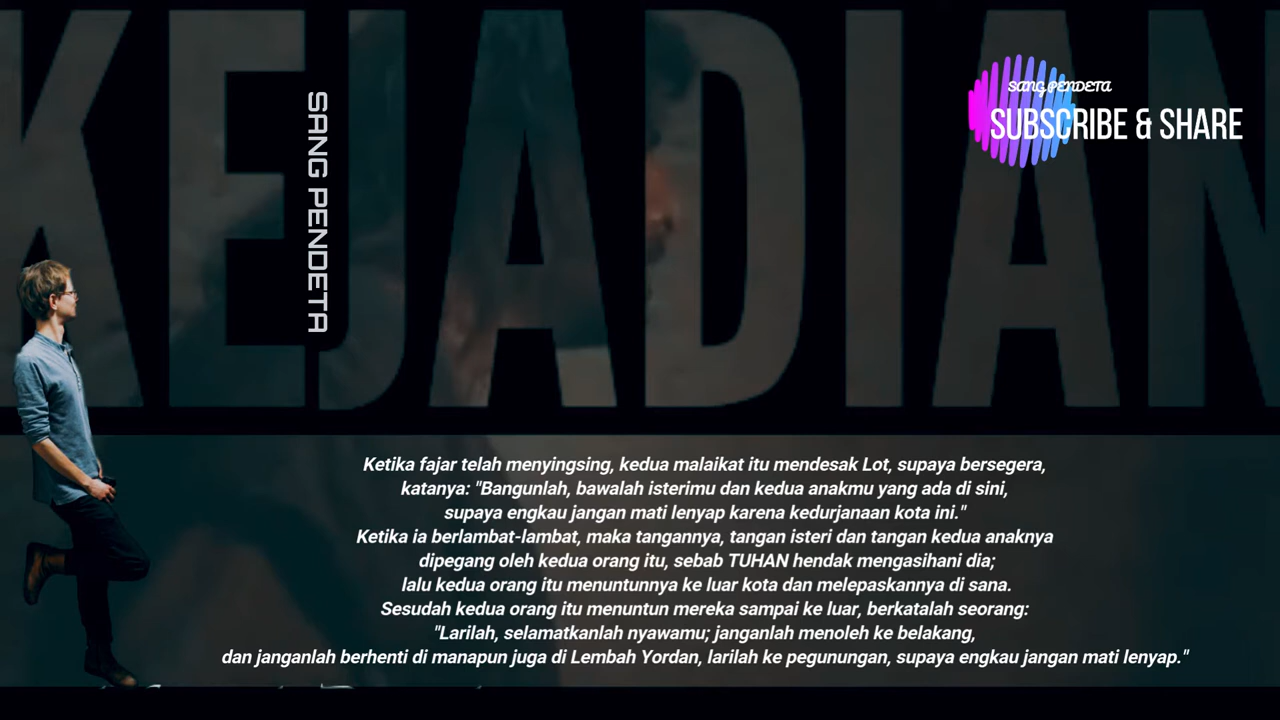 KEJADIAN
SANG PENDETA
SANG PENDETA
SUBSCRIBE & SHARE
Ketika fajar telah menyingsing, kedua malaikat itu mendesak Lot, supaya bersegera,
katanya: "Bangunlah, bawalah isterimu dan kedua anakmu yang ada di sini,
supaya engkau jangan mati lenyap karena kedurjanaan kota ini."
Ketika ia berlambat-lambat, maka tangannya, tangan isteri dan tangan kedua anaknya
dipegang oleh kedua orang itu, sebab TUHAN hendak mengasihani dia;
lalu kedua orang itu menuntunnya ke luar kota dan melepaskannya di sana.
Sesudah kedua orang itu menuntun mereka sampai ke luar, berkatalah seorang:
"Larilah, selamatkanlah nyawamu; janganlah menoleh ke belakang,
dan janganlah berhenti di manapun juga di Lembah Yordan, larilah ke pegunungan, supaya engkau jangan mati lenyap."